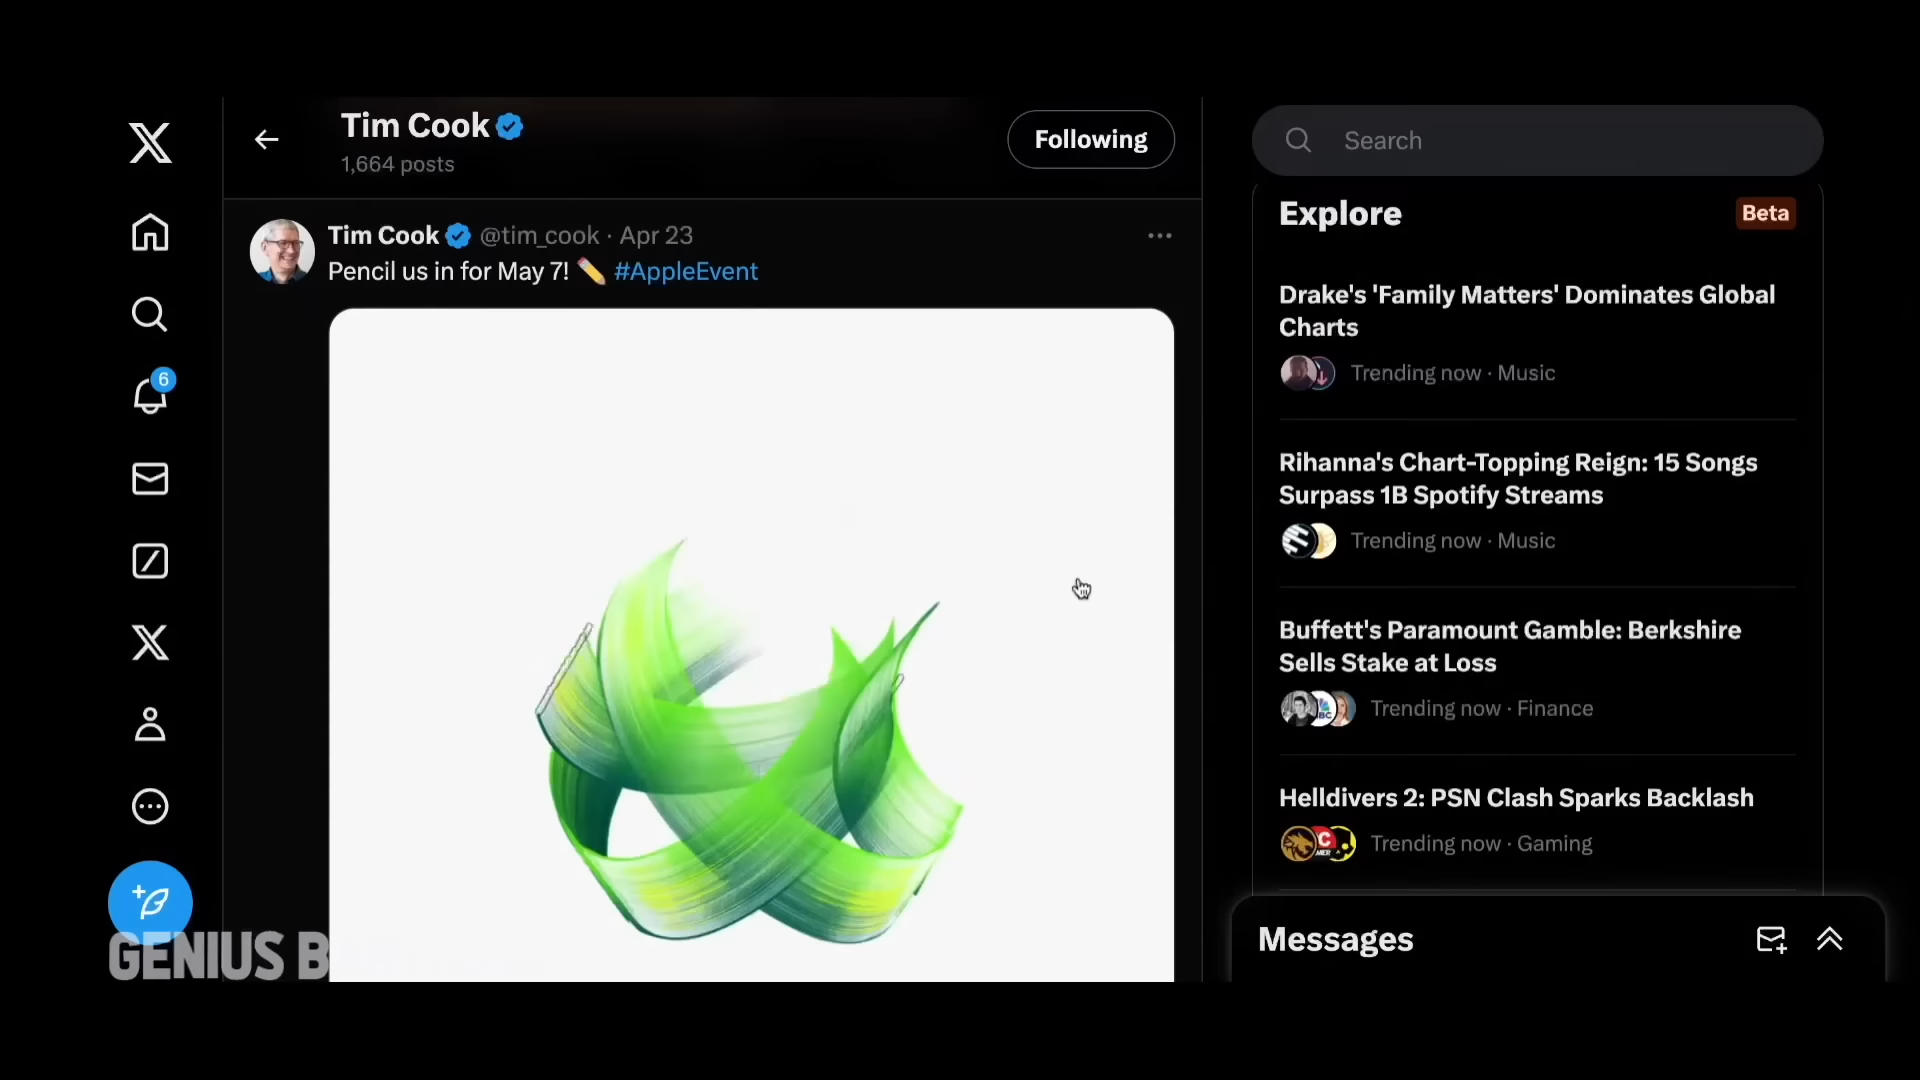 Tim Cook
1,664 posts
Following
Tim Cook @tim_cook · Apr 23
Pencil us in for May 7! ✏️ #AppleEvent
6
Search
Explore
Beta
Drake's 'Family Matters' Dominates Global
Charts
Trending now · Music
Rihanna's Chart-Topping Reign: 15 Songs
Surpass 1B Spotify Streams
Trending now · Music
Buffett's Paramount Gamble: Berkshire
Sells Stake at Loss
Trending now · Finance
Helldivers 2: PSN Clash Sparks Backlash
Trending now · Gaming
Messages
GENIUS B